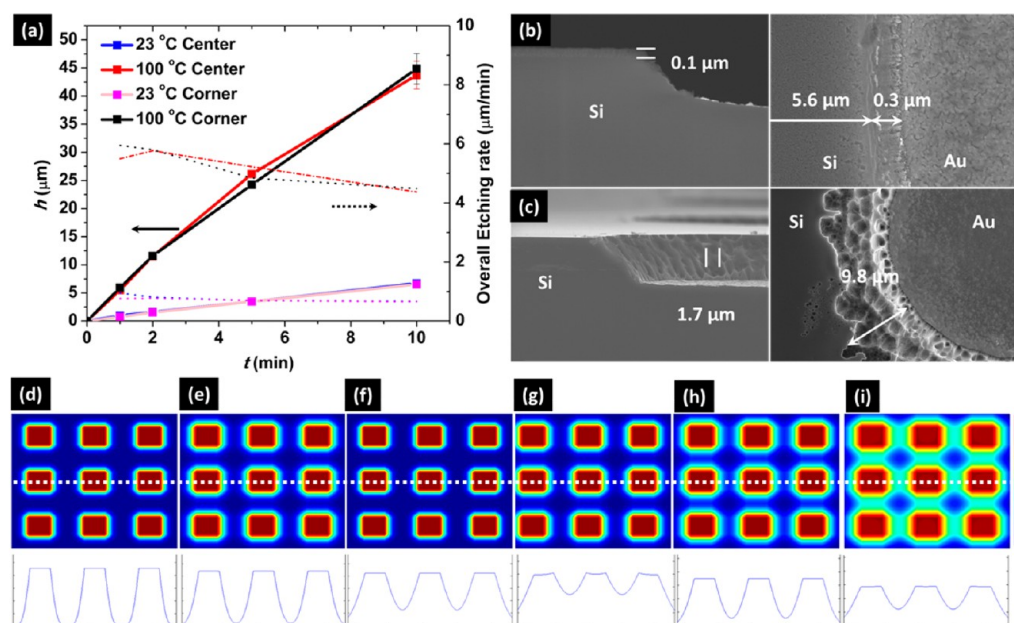 (a)
50
45
40
35
30
25
20
15
10
5
0
h (µm)
23 °C Center
100 °C Center
23 °C Corner
100 °C Corner
10
8
6
4
2
0
Overall Etching rate (µm/min)
0 2 4 6 8 10
t (min)
(b)
0.1 µm
Si
5.6 µm 0.3 µm
Si Au
(c)
Si
1.7 µm
Si Au
9.8 µm
(d) (e) (f) (g) (h) (i)